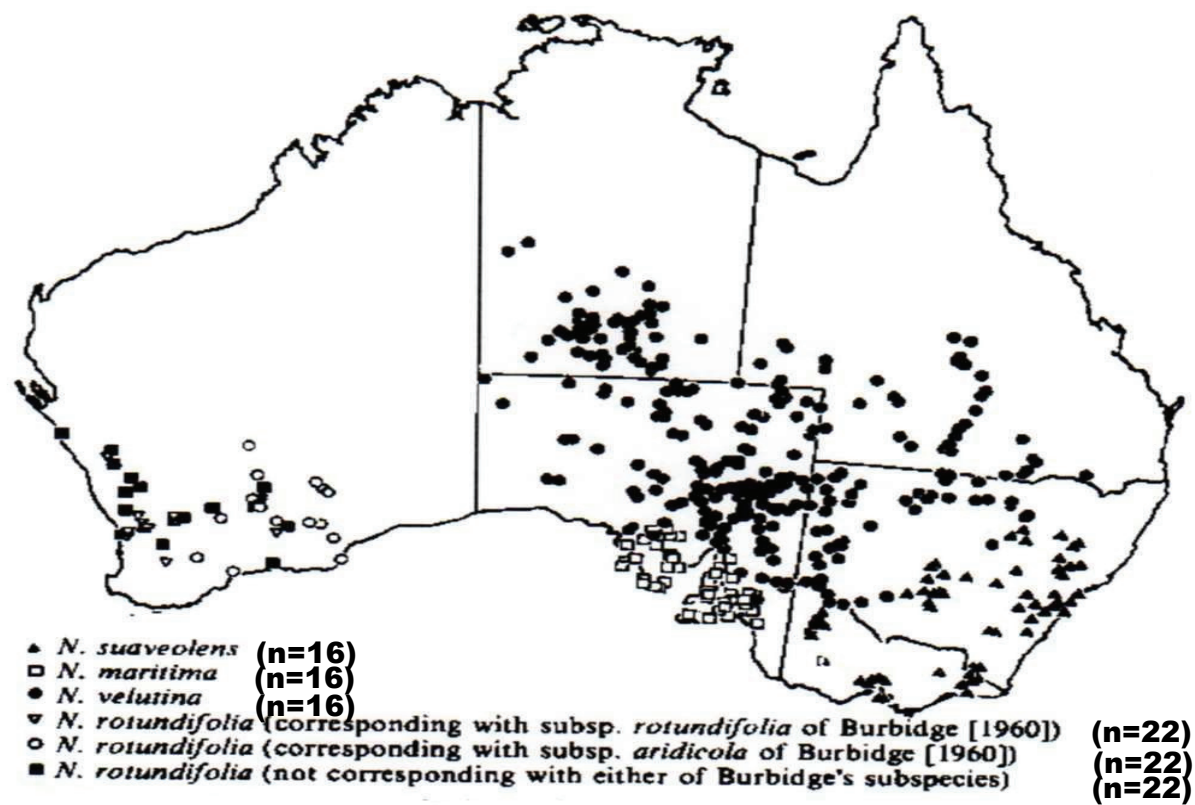 N. suaveolens (n=16)
N. maritima (n=16)
N. velutina (n=16)
N. rotundifolia (corresponding with subsp. rotundifolia of Burbidge [1960]) (n=22)
N. rotundifolia (corresponding with subsp. aridicola of Burbidge [1960]) (n=22)
N. rotundifolia (not corresponding with either of Burbidge's subspecies) (n=22)